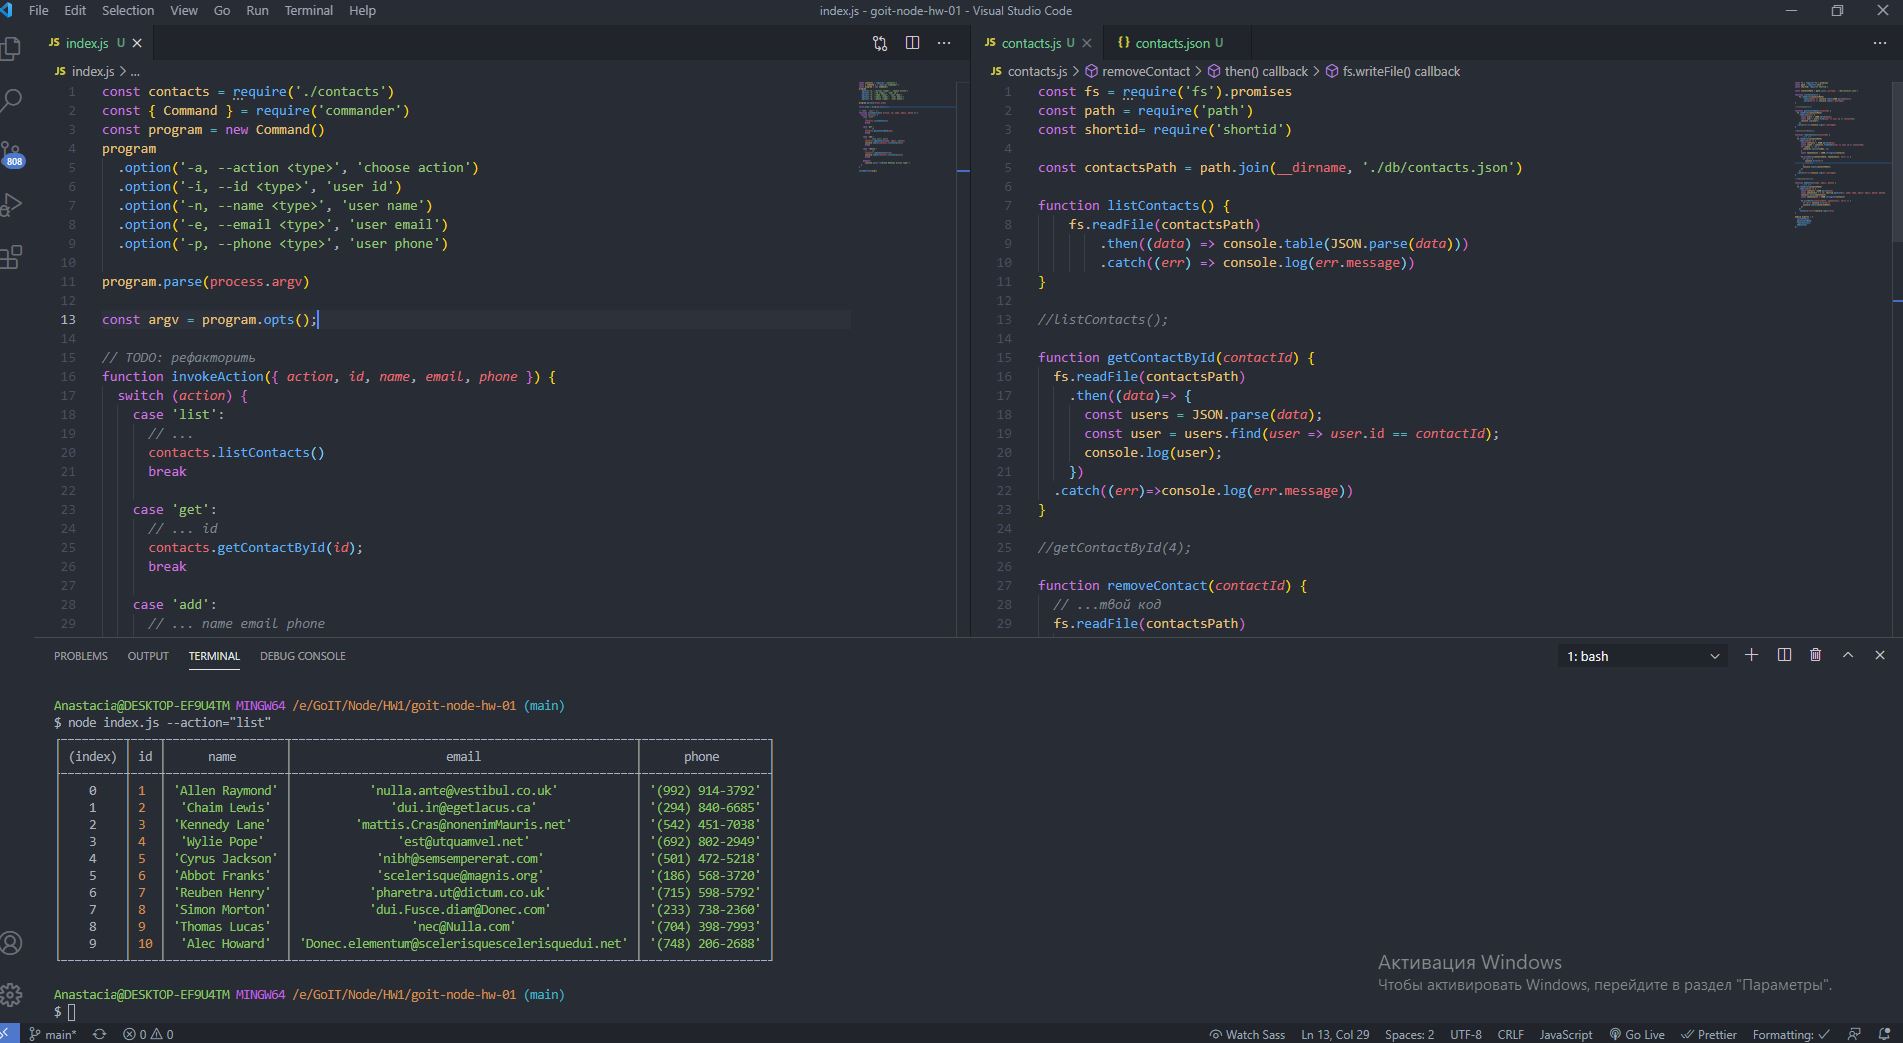 File Edit Selection View Go Run Terminal Help
index.js - goit-node-hw-01 - Visual Studio Code
JS index.js U
JS index.js > ...
1 const contacts = require('./contacts')
2 const { Command } = require('commander')
3 const program = new Command()
4 program
5 .option('-a, --action <type>', 'choose action')
6 .option('-i, --id <type>', 'user id')
7 .option('-n, --name <type>', 'user name')
8 .option('-e, --email <type>', 'user email')
9 .option('-p, --phone <type>', 'user phone')
10
11 program.parse(process.argv)
12
13 const argv = program.opts();
14
15 // TODO: рефакторить
16 function invokeAction({ action, id, name, email, phone }) {
17 switch (action) {
18 case 'list':
19 // ...
20 contacts.listContacts()
21 break
22
23 case 'get':
24 // ... id
25 contacts.getContactById(id);
26 break
27
28 case 'add':
29 // ... name email phone
JS contacts.js U
{} contacts.json U
JS contacts.js > removeContact > then() callback > fs.writeFile() callback
1 const fs = require('fs').promises
2 const path = require('path')
3 const shortid= require('shortid')
4
5 const contactsPath = path.join(__dirname, './db/contacts.json')
6
7 function listContacts() {
8 fs.readFile(contactsPath)
9 .then((data) => console.table(JSON.parse(data)))
10 .catch((err) => console.log(err.message))
11 }
12
13 //listContacts();
14
15 function getContactById(contactId) {
16 fs.readFile(contactsPath)
17 .then((data)=> {
18 const users = JSON.parse(data);
19 const user = users.find(user => user.id == contactId);
20 console.log(user);
21 })
22 .catch((err)=>console.log(err.message))
23 }
24
25 //getContactById(4);
26
27 function removeContact(contactId) {
28 // ...твой код
29 fs.readFile(contactsPath)
808
PROBLEMS OUTPUT TERMINAL DEBUG CONSOLE
1: bash
Anastacia@DESKTOP-EF9U4TM MINGW64 /e/GoIT/Node/HW1/goit-node-hw-01 (main)
$ node index.js --action="list"
(index) id name email phone
0 1 'Allen Raymond' 'nulla.ante@vestibul.co.uk' '(992) 914-3792'
1 2 'Chaim Lewis' 'dui.in@egetlacus.ca' '(294) 840-6685'
2 3 'Kennedy Lane' 'mattis.Cras@nonenimMauris.net' '(542) 451-7038'
3 4 'Wylie Pope' 'est@utquamvel.net' '(692) 802-2949'
4 5 'Cyrus Jackson' 'nibh@semsempererat.com' '(501) 472-5218'
5 6 'Abbot Franks' 'scelerisque@magnis.org' '(186) 568-3720'
6 7 'Reuben Henry' 'pharetra.ut@dictum.co.uk' '(715) 598-5792'
7 8 'Simon Morton' 'dui.Fusce.diam@Donec.com' '(233) 738-2360'
8 9 'Thomas Lucas' 'nec@Nulla.com' '(704) 398-7993'
9 10 'Alec Howard' 'Donec.elementum@scelerisquescelerisquedui.net' '(748) 206-2688'
Anastacia@DESKTOP-EF9U4TM MINGW64 /e/GoIT/Node/HW1/goit-node-hw-01 (main)
$
Активация Windows
Чтобы активировать Windows, перейдите в раздел "Параметры".
main* 0 0
Watch Sass Ln 13, Col 29 Spaces: 2 UTF-8 CRLF JavaScript Go Live Prettier Formatting: ✓